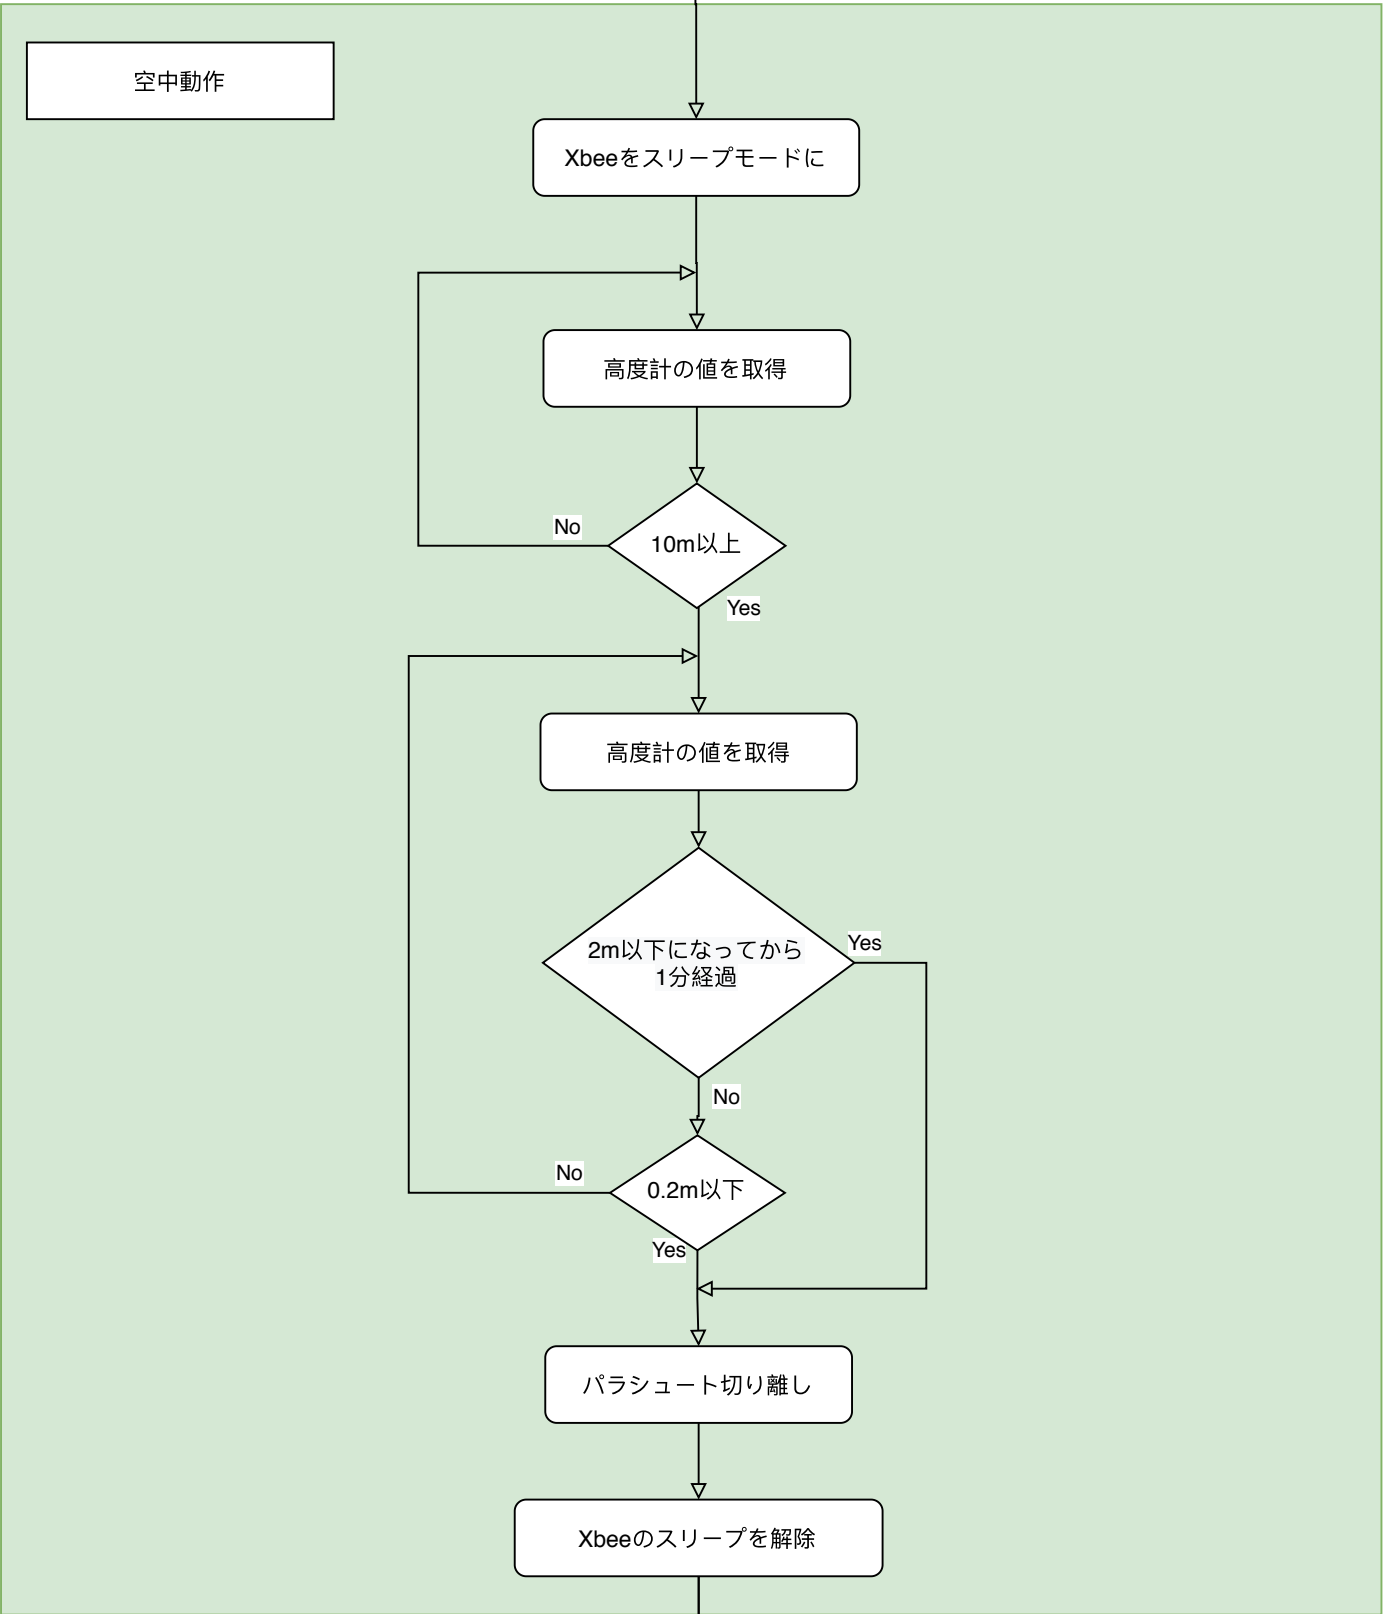 空中動作
Xbeeをスリープモードに
高度計の値を取得
No
10m以上
Yes
高度計の値を取得
Yes
2m以下になってから
1分経過
No
No
0.2m以下
Yes
パラシュート切り離し
Xbeeのスリープを解除